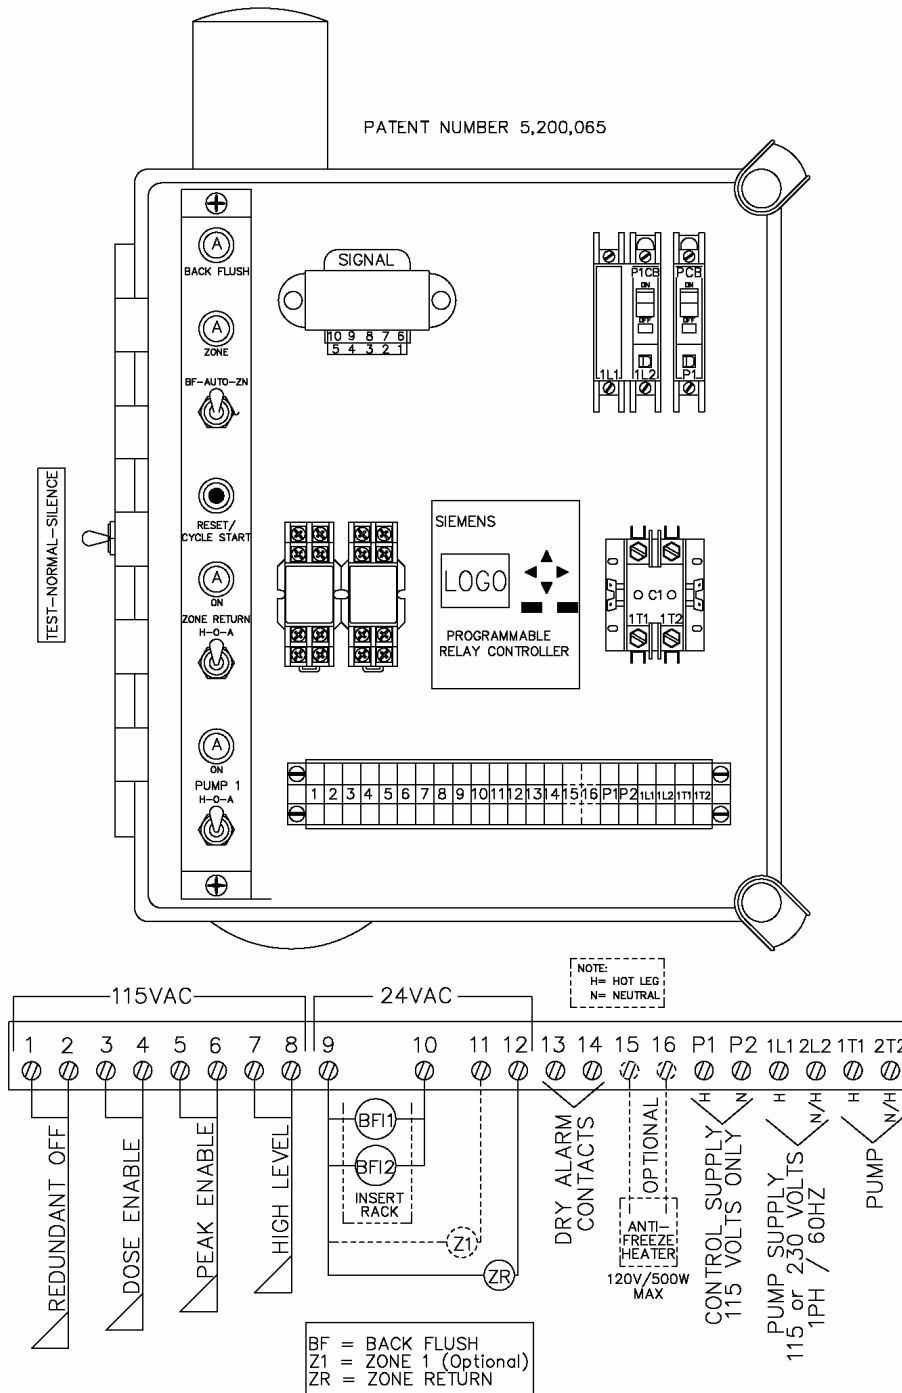 PATENT NUMBER 5,200,065
A
BACK FLUSH
A
ZONE
BF-AUTO-ZN
RESET/
CYCLE START
A
ON
ZONE RETURN
H-O-A
A
ON
PUMP 1
H-O-A
TEST-NORMAL-SILENCE
SIGNAL
10 9 8 7 6
5 4 3 2 1
P1CB
ON
OFF
1L1 1L2
PCB
ON
OFF
P1
SIEMENS
LOGO
PROGRAMMABLE
RELAY CONTROLLER
C1
1T1 1T2
1 2 3 4 5 6 7 8 9 10 11 12 13 14 15 16 P1 P2 1L1 1L2 1T1 1T2
NOTE:
H= HOT LEG
N= NEUTRAL
115VAC
24VAC
1 2 3 4 5 6 7 8 9 10 11 12 13 14 15 16 P1 P2 1L1 2L2 1T1 2T2
H N H N/H H N/H
REDUNDANT OFF
DOSE ENABLE
PEAK ENABLE
HIGH LEVEL
BFI1
BFI2
INSERT
RACK
Z1
ZR
DRY ALARM
CONTACTS
OPTIONAL
ANTI-
FREEZE
HEATER
120V/500W
MAX
CONTROL SUPPLY
115 VOLTS ONLY
PUMP SUPPLY
115 or 230 VOLTS
1PH / 60HZ
PUMP
BF = BACK FLUSH
Z1 = ZONE 1 (Optional)
ZR = ZONE RETURN